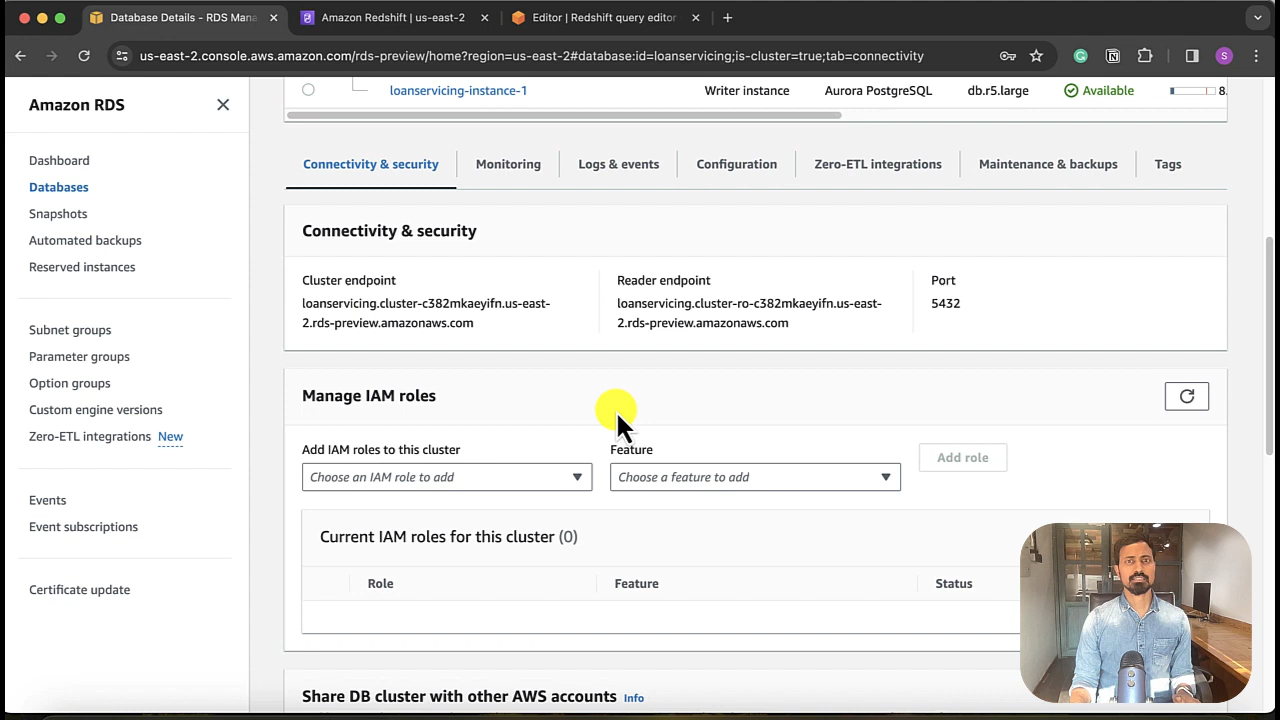 Database Details - RDS Mana
Amazon Redshift | us-east-2
Editor | Redshift query editor
us-east-2.console.aws.amazon.com/rds-preview/home?region=us-east-2#database:id=loanservicing;is-cluster=true;tab=connectivity
S
Amazon RDS
Dashboard
Databases
Snapshots
Automated backups
Reserved instances
Subnet groups
Parameter groups
Option groups
Custom engine versions
Zero-ETL integrations New
Events
Event subscriptions
Certificate update
loanservicing-instance-1 Writer instance Aurora PostgreSQL db.r5.large Available 8.
Connectivity & security Monitoring Logs & events Configuration Zero-ETL integrations Maintenance & backups Tags
Connectivity & security
Cluster endpoint
loanservicing.cluster-c382mkaeyifn.us-east-
2.rds-preview.amazonaws.com
Reader endpoint
loanservicing.cluster-ro-c382mkaeyifn.us-east-
2.rds-preview.amazonaws.com
Port
5432
Manage IAM roles
Add IAM roles to this cluster
Choose an IAM role to add
Feature
Choose a feature to add
Add role
Current IAM roles for this cluster (0)
Role Feature Status
Share DB cluster with other AWS accounts Info